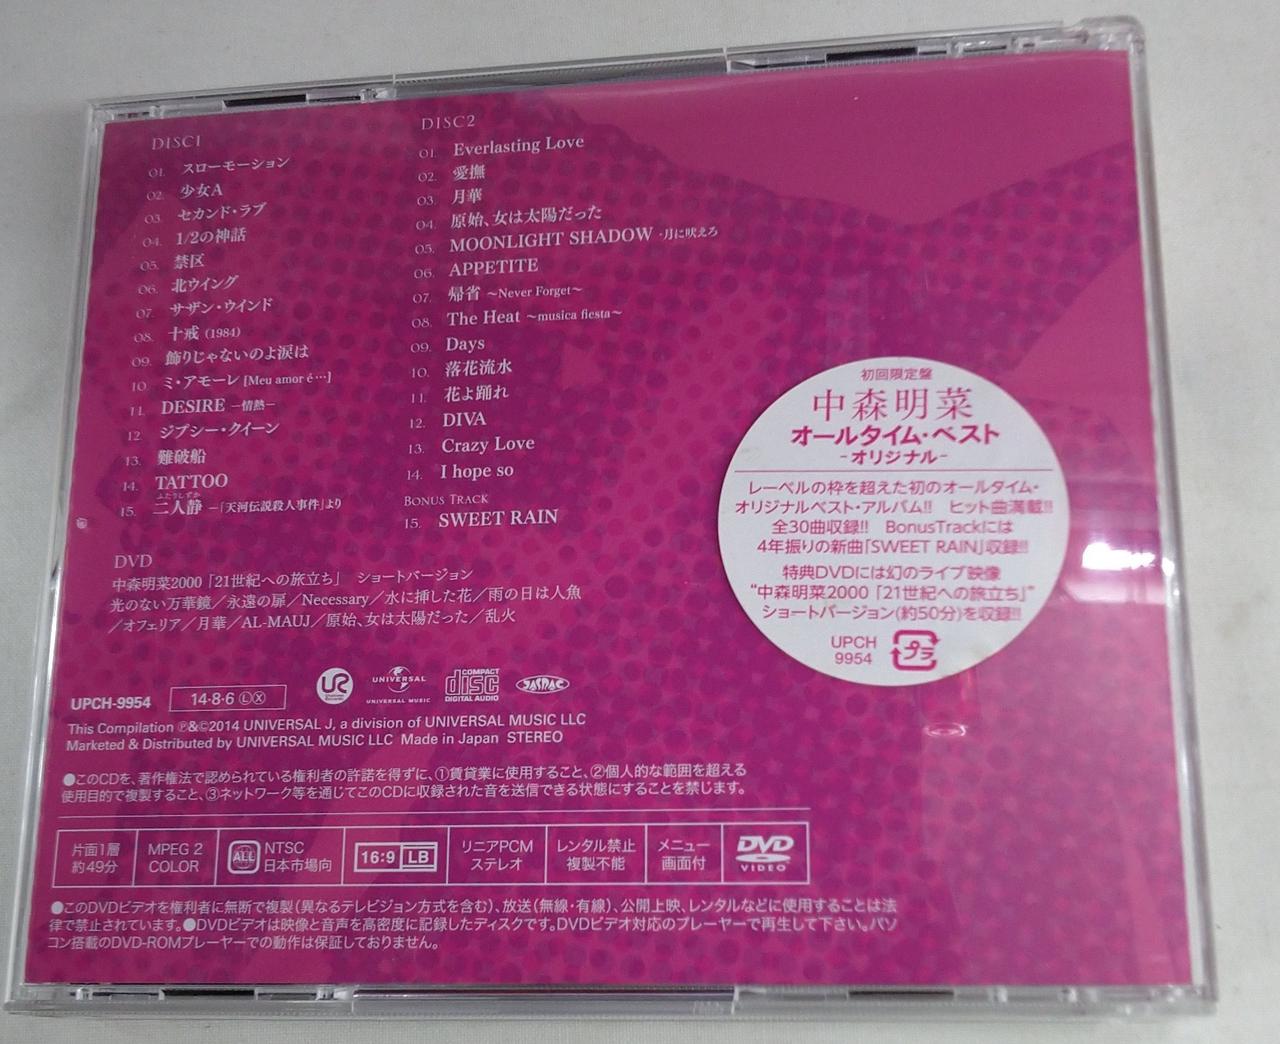 DISC1
01. スローモーション
02. 少女A
03. セカンド・ラブ
04. 1/2の神話
05. 禁区
06. 北ウイング
07. サザン・ウインド
08. 十戒 (1984)
09. 飾りじゃないのよ涙は
10. ミ・アモーレ [Meu amor é…]
11. DESIRE －情熱－
12. ジプシー・クイーン
13. 難破船
14. TATTOO
ふたりしずか
15. 二人静 －「天河伝説殺人事件」より
DISC2
01. Everlasting Love
02. 愛撫
03. 月華
04. 原始、女は太陽だった
05. MOONLIGHT SHADOW -月に吠えろ
06. APPETITE
07. 帰省 ～Never Forget～
08. The Heat ～musica fiesta～
09. Days
10. 落花流水
11. 花よ踊れ
12. DIVA
13. Crazy Love
14. I hope so
BONUS TRACK
15. SWEET RAIN
DVD
中森明菜2000「21世紀への旅立ち」 ショートバージョン
光のない万華鏡／永遠の扉／Necessary／水に挿した花／雨の日は人魚
／オフェリア／月華／AL-MAUJ／原始、女は太陽だった／乱火
初回限定盤
中森明菜
オールタイム・ベスト
-オリジナル-
レーベルの枠を超えた初のオールタイム・
オリジナルベスト・アルバム!! ヒット曲満載!!
全30曲収録!! BonusTrackには
4年振りの新曲「SWEET RAIN」収録!!
特典DVDには幻のライブ映像
“中森明菜2000「21世紀への旅立ち」”
ショートバージョン(約50分)を収録!!
UPCH
9954
プラ
UPCH-9954
14・8・6 ⓁⓍ
UR
UNIVERSAL
UNIVERSAL MUSIC
COMPACT
disc
DIGITAL AUDIO
JASRAC
This Compilation Ⓟ&©2014 UNIVERSAL J, a division of UNIVERSAL MUSIC LLC
Marketed & Distributed by UNIVERSAL MUSIC LLC Made in Japan STEREO
●このCDを、著作権法で認められている権利者の許諾を得ずに、①賃貸業に使用すること、②個人的な範囲を超える
使用目的で複製すること、③ネットワーク等を通じてこのCDに収録された音を送信できる状態にすることを禁じます。
片面1層
約49分
MPEG 2
COLOR
ALL
NTSC
日本市場向
16:9 LB
リニアPCM
ステレオ
レンタル禁止
複製不能
メニュー
画面付
DVD
VIDEO
●このDVDビデオを権利者に無断で複製(異なるテレビジョン方式を含む)、放送(無線・有線)、公開上映、レンタルなどに使用することは法
律で禁止されています。●DVDビデオは映像と音声を高密度に記録したディスクです。DVDビデオ対応のプレーヤーで再生して下さい。パソ
コン搭載のDVD-ROMプレーヤーでの動作は保証しておりません。